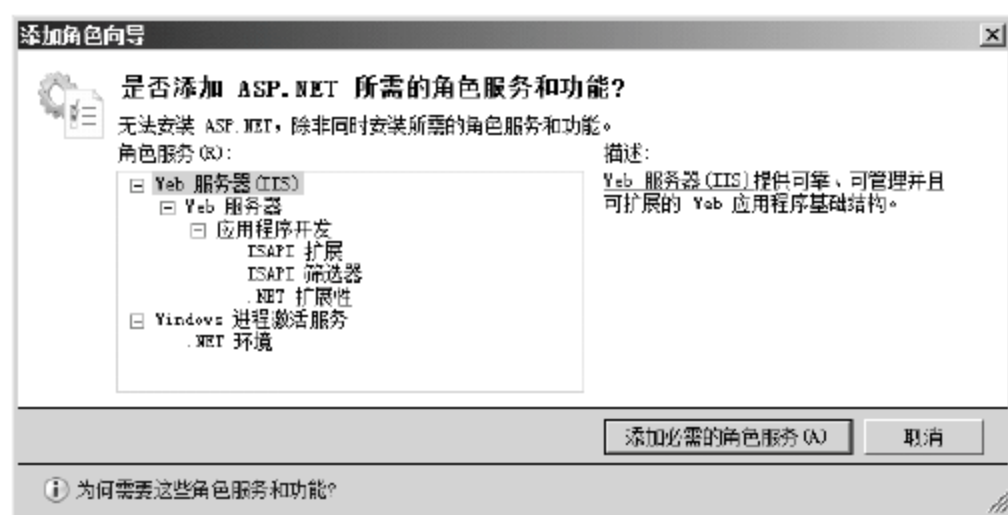 添加角色向导
是否添加 ASP.NET 所需的角色服务和功能?
无法安装 ASP.NET，除非同时安装所需的角色服务和功能。
角色服务(R):
Web 服务器(IIS)
Web 服务器
应用程序开发
ISAPI 扩展
ISAPI 筛选器
.NET 扩展性
Windows 进程激活服务
.NET 环境
描述:
Web 服务器(IIS)提供可靠、可管理并且
可扩展的 Web 应用程序基础结构。
添加必需的角色服务(A)
取消
为何需要这些角色服务和功能?